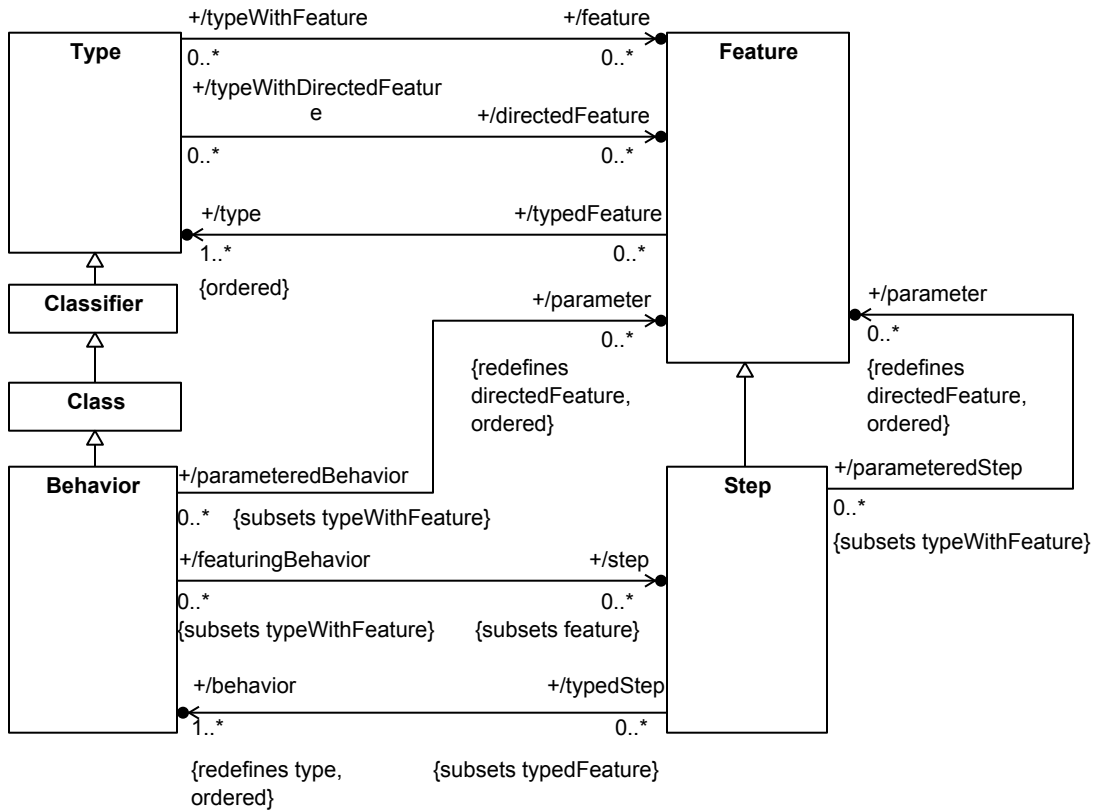 +/typeWithFeature +/feature
Type Feature
0..* 0..*
+/typeWithDirectedFeatur
e +/directedFeature
0..* 0..*
+/type +/typedFeature
1..* 0..*
{ordered}
Classifier
+/parameter +/parameter
0..* 0..*
{redefines {redefines
directedFeature, directedFeature,
ordered} ordered}
Class
+/parameteredBehavior +/parameteredStep
Behavior Step
0..* {subsets typeWithFeature} 0..*
{subsets typeWithFeature}
+/featuringBehavior +/step
0..* 0..*
{subsets typeWithFeature} {subsets feature}
+/behavior +/typedStep
1..* 0..*
{redefines type, {subsets typedFeature}
ordered}